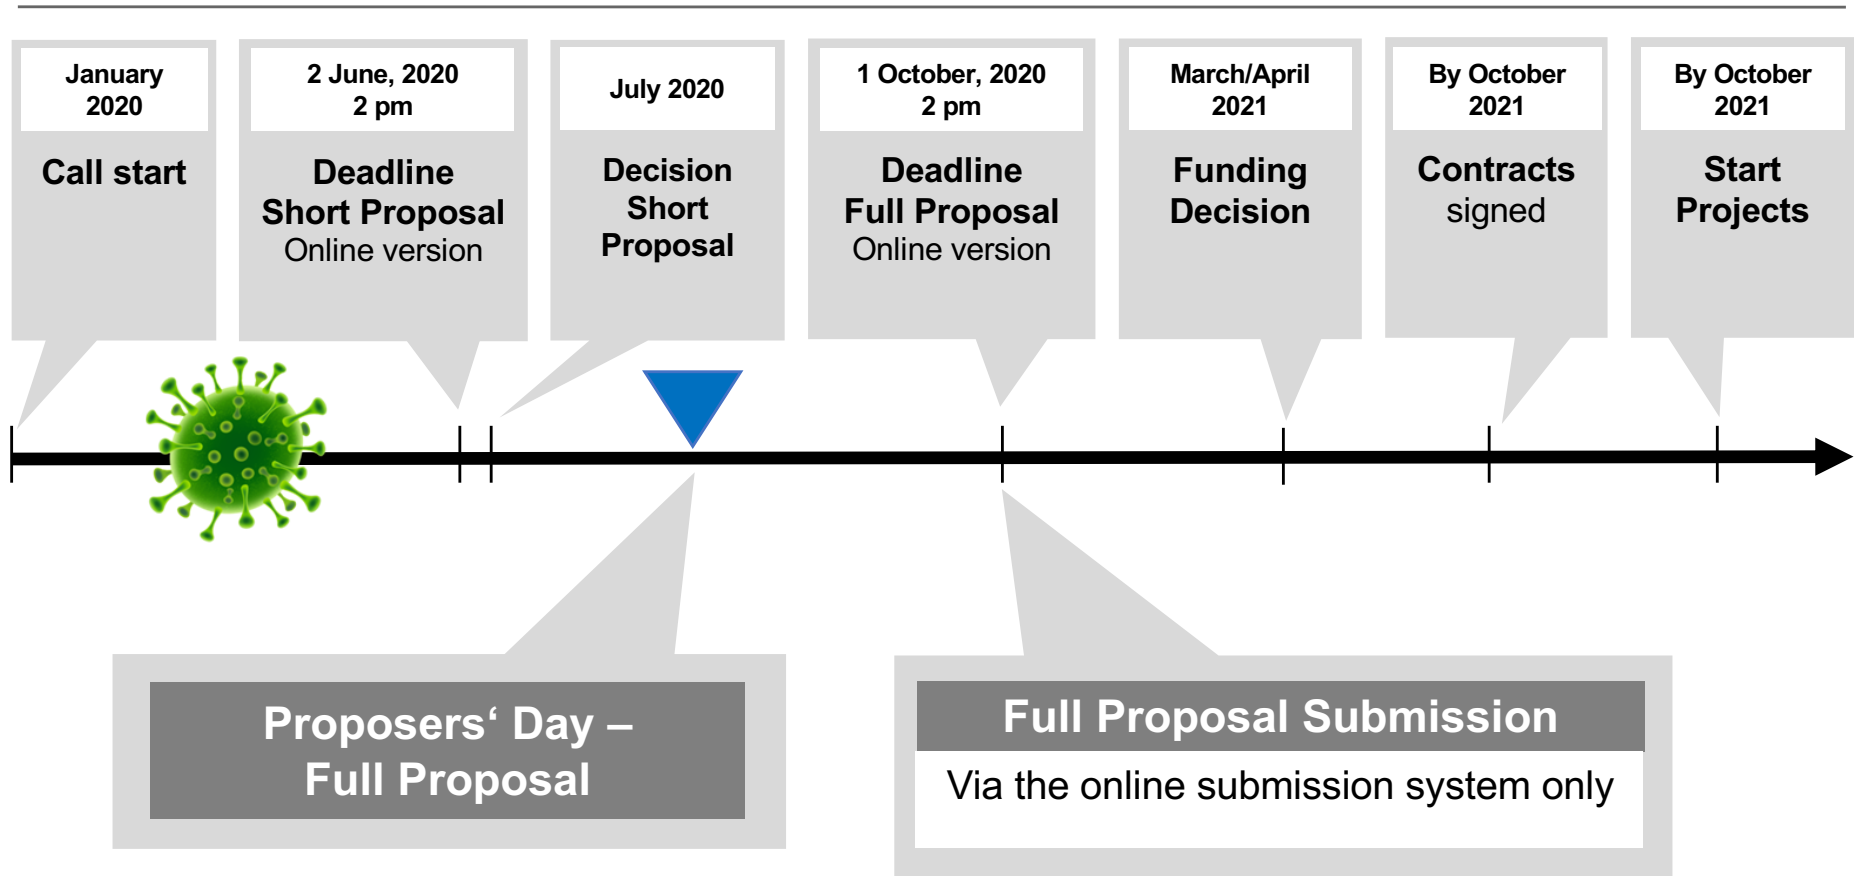 January
2020
Call start
2 June, 2020
2 pm
Deadline
Short Proposal
Online version
July 2020
Decision
Short
Proposal
1 October, 2020
2 pm
Deadline
Full Proposal
Online version
March/April
2021
Funding
Decision
By October
2021
Contracts
signed
By October
2021
Start
Projects
Proposers‘ Day –
Full Proposal
Full Proposal Submission
Via the online submission system only